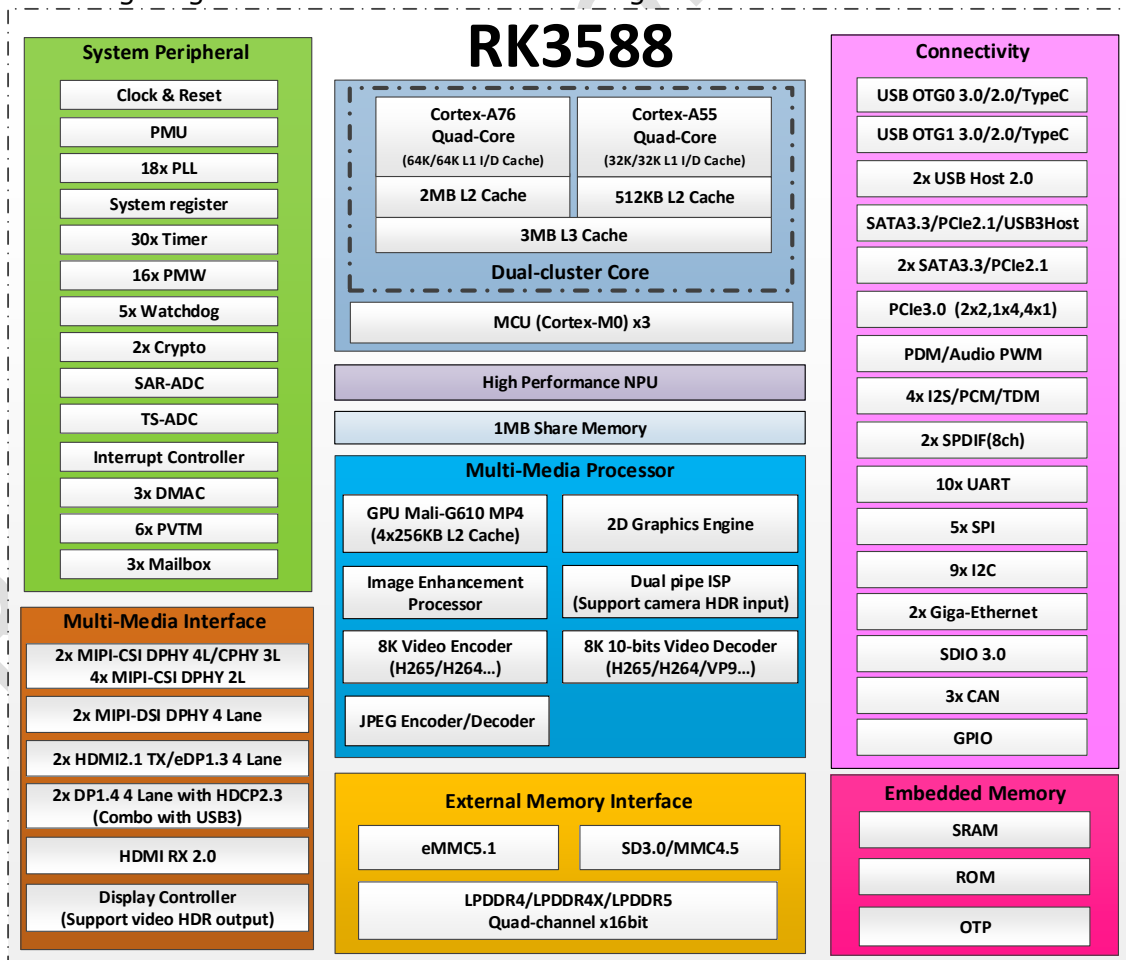 RK3588
System Peripheral
Clock & Reset
PMU
18x PLL
System register
30x Timer
16x PMW
5x Watchdog
2x Crypto
SAR-ADC
TS-ADC
Interrupt Controller
3x DMAC
6x PVTM
3x Mailbox
Multi-Media Interface
2x MIPI-CSI DPHY 4L/CPHY 3L
4x MIPI-CSI DPHY 2L
2x MIPI-DSI DPHY 4 Lane
2x HDMI2.1 TX/eDP1.3 4 Lane
2x DP1.4 4 Lane with HDCP2.3
(Combo with USB3)
HDMI RX 2.0
Display Controller
(Support video HDR output)
Cortex-A76
Quad-Core
(64K/64K L1 I/D Cache)
2MB L2 Cache
Cortex-A55
Quad-Core
(32K/32K L1 I/D Cache)
512KB L2 Cache
3MB L3 Cache
Dual-cluster Core
MCU (Cortex-M0) x3
High Performance NPU
1MB Share Memory
Multi-Media Processor
GPU Mali-G610 MP4
(4x256KB L2 Cache)
2D Graphics Engine
Image Enhancement
Processor
Dual pipe ISP
(Support camera HDR input)
8K Video Encoder
(H265/H264...)
8K 10-bits Video Decoder
(H265/H264/VP9...)
JPEG Encoder/Decoder
External Memory Interface
eMMC5.1
SD3.0/MMC4.5
LPDDR4/LPDDR4X/LPDDR5
Quad-channel x16bit
Connectivity
USB OTG0 3.0/2.0/TypeC
USB OTG1 3.0/2.0/TypeC
2x USB Host 2.0
SATA3.3/PCIe2.1/USB3Host
2x SATA3.3/PCIe2.1
PCIe3.0 (2x2,1x4,4x1)
PDM/Audio PWM
4x I2S/PCM/TDM
2x SPDIF(8ch)
10x UART
5x SPI
9x I2C
2x Giga-Ethernet
SDIO 3.0
3x CAN
GPIO
Embedded Memory
SRAM
ROM
OTP